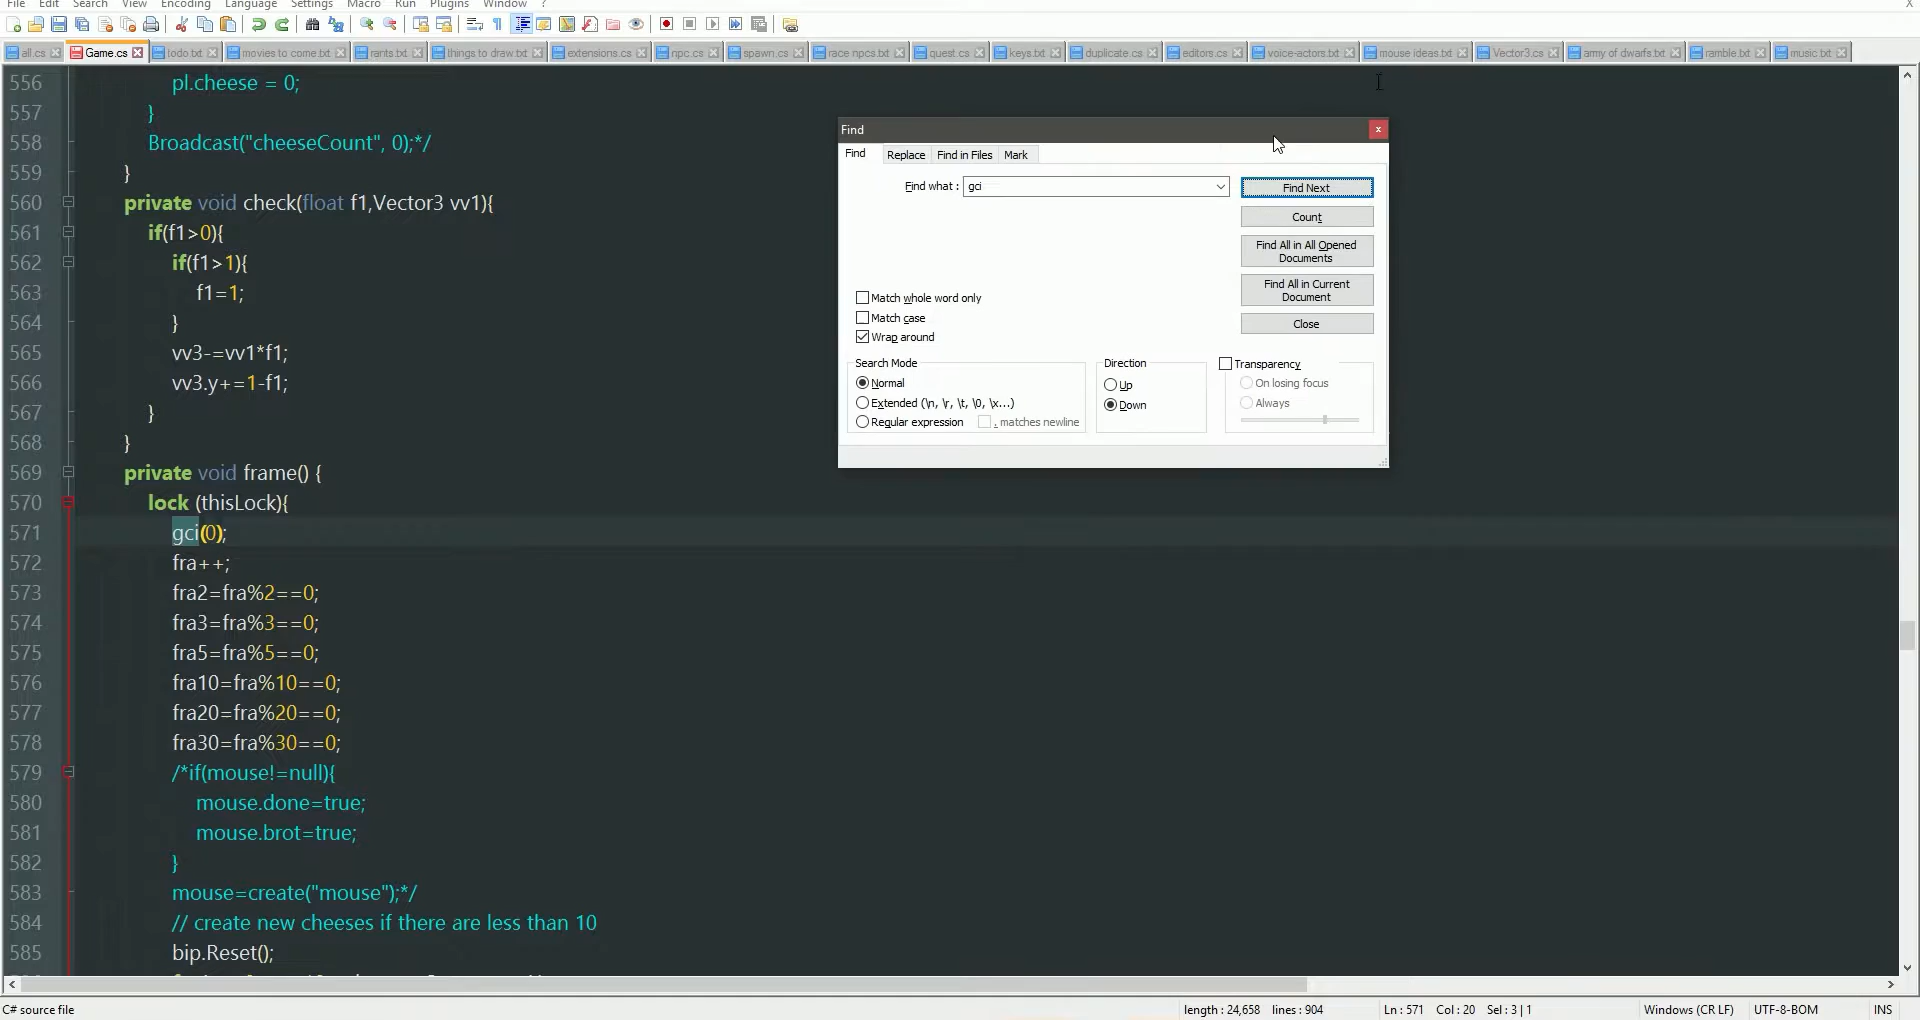 File Edit Search View Encoding Language Settings Macro Run Plugins Window ? X
all.cs Game.cs todo.txt movies to come.txt rants.txt things to draw.txt extensions.cs npc.cs spawn.cs race npcs.txt quest.cs keys.txt duplicate.cs editors.cs voice-actors.txt mouse ideas.txt Vector3.cs army of dwarfs.txt ramble.txt music.txt
556 pl.cheese = 0;
557 }
558 Broadcast("cheeseCount", 0);*/
559 }
560 private void check(float f1,Vector3 vv1){
561 if(f1>0){
562 if(f1>1){
563 f1=1;
564 }
565 vv3-=vv1*f1;
566 vv3.y+=1-f1;
567 }
568 }
569 private void frame() {
570 lock (thisLock){
571 gci(0);
572 fra++;
573 fra2=fra%2==0;
574 fra3=fra%3==0;
575 fra5=fra%5==0;
576 fra10=fra%10==0;
577 fra20=fra%20==0;
578 fra30=fra%30==0;
579 /*if(mouse!=null){
580 mouse.done=true;
581 mouse.brot=true;
582 }
583 mouse=create("mouse");*/
584 // create new cheeses if there are less than 10
585 bip.Reset();
Find x
Find Replace Find in Files Mark
Find what : gci
Find Next
Count
Find All in All Opened
Documents
Find All in Current
Document
Close
Match whole word only
Match case
Wrap around
Search Mode
Normal
Extended (\n, \r, \t, \0, \x...)
Regular expression . matches newline
Direction
Up
Down
Transparency
On losing focus
Always
C# source file length : 24,658 lines : 904 Ln : 571 Col : 20 Sel : 3 | 1 Windows (CR LF) UTF-8-BOM INS